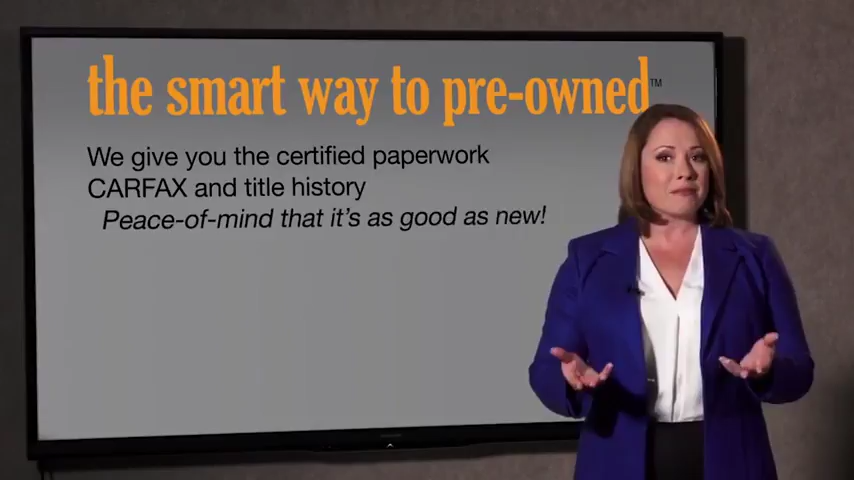 the smart way to pre-owned™
We give you the certified paperwork
CARFAX and title history
Peace-of-mind that it's as good as new!